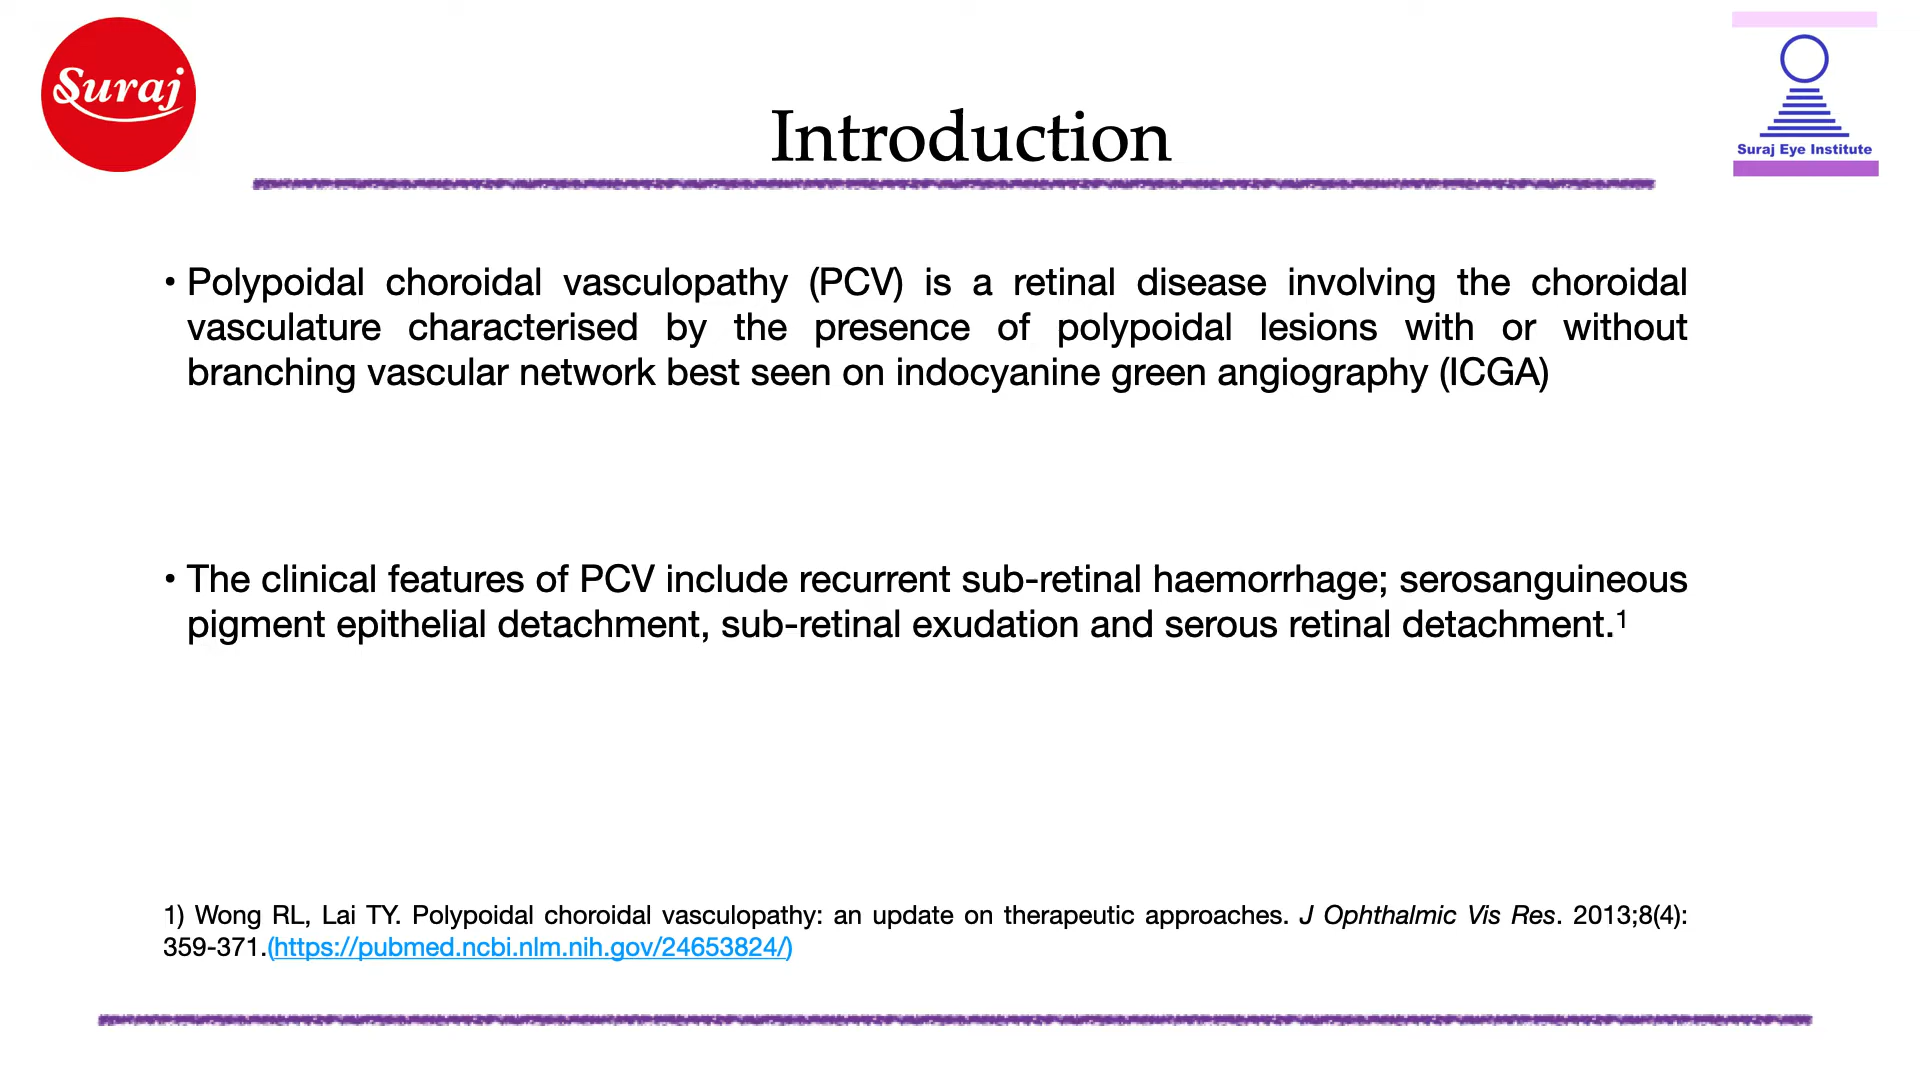 Suraj
Introduction
Suraj Eye Institute
• Polypoidal choroidal vasculopathy (PCV) is a retinal disease involving the choroidal
vasculature characterised by the presence of polypoidal lesions with or without
branching vascular network best seen on indocyanine green angiography (ICGA)
• The clinical features of PCV include recurrent sub-retinal haemorrhage; serosanguineous
pigment epithelial detachment, sub-retinal exudation and serous retinal detachment.¹
1) Wong RL, Lai TY. Polypoidal choroidal vasculopathy: an update on therapeutic approaches. J Ophthalmic Vis Res. 2013;8(4):
359-371.(https://pubmed.ncbi.nlm.nih.gov/24653824/)